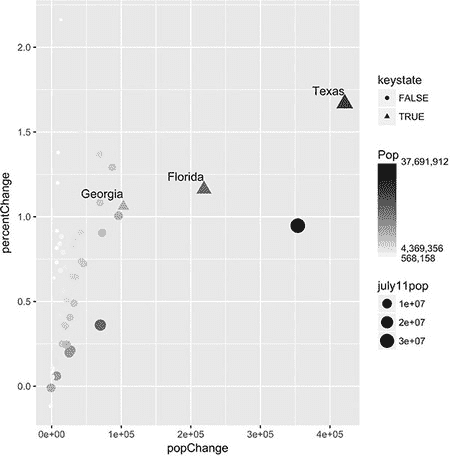 percentChange
2.0
1.5
1.0
0.5
0.0
Texas
Florida
Georgia
0e+00 1e+05 2e+05 3e+05 4e+05
popChange
keystate
FALSE
TRUE
Pop
37,691,912
4,369,356
568,158
july11pop
1e+07
2e+07
3e+07